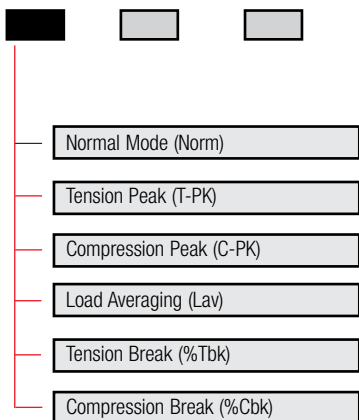 Normal Mode (Norm)
Tension Peak (T-PK)
Compression Peak (C-PK)
Load Averaging (Lav)
Tension Break (%Tbk)
Compression Break (%Cbk)